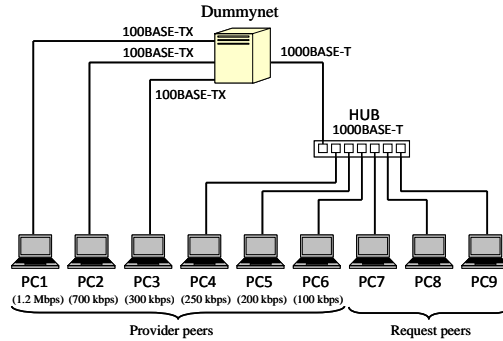 Dummynet
100BASE-TX
100BASE-TX
1000BASE-T
100BASE-TX
HUB
1000BASE-T
PC1 PC2 PC3 PC4 PC5 PC6 PC7 PC8 PC9
(1.2 Mbps) (700 kbps) (300 kbps) (250 kbps) (200 kbps) (100 kbps)
Provider peers Request peers